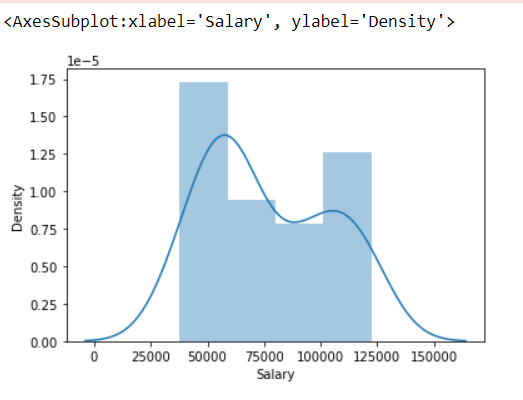 <AxesSubplot:xlabel='Salary', ylabel='Density'>
1e−5
1.75
1.50
1.25
1.00
0.75
0.50
0.25
0.00
Density
0 25000 50000 75000 100000 125000 150000
Salary